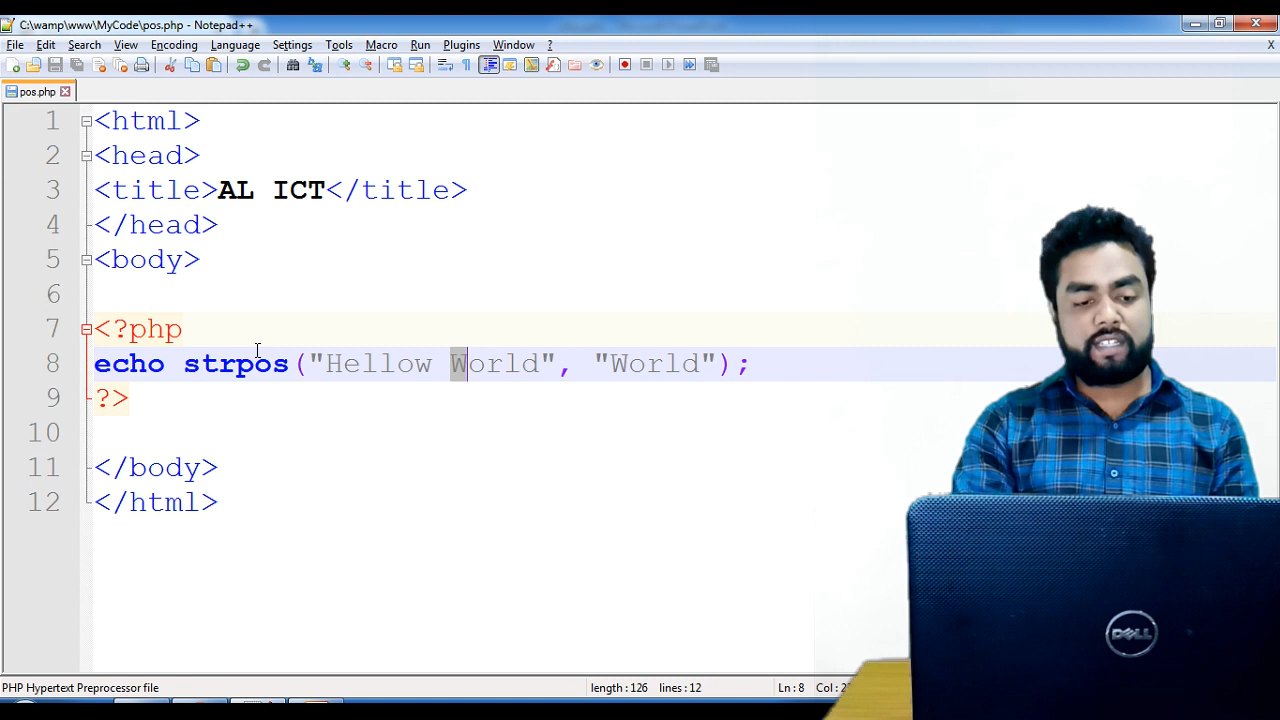 C:\wamp\www\MyCode\pos.php - Notepad++
File Edit Search View Encoding Language Settings Tools Macro Run Plugins Window ? X
pos.php
1 <html>
2 <head>
3 <title>AL ICT</title>
4 </head>
5 <body>
6
7 <?php
8 echo strpos("Hellow World", "World");
9 ?>
10
11 </body>
12 </html>
PHP Hypertext Preprocessor file length : 126 lines : 12 Ln : 8 Col :
DELL